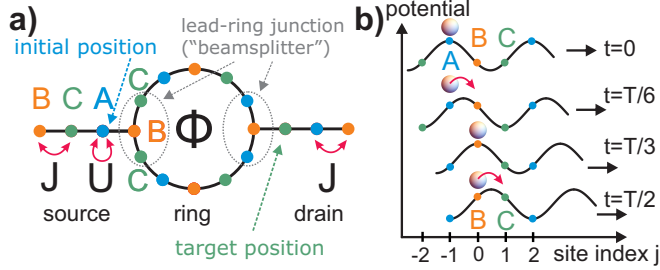 a)
lead-ring junction
initial position
("beamsplitter")
C
B C A
B Φ
C
J U J
source ring drain
target position
b) potential
B C
A
t=0
t=T/6
t=T/3
t=T/2
B C
-2 -1 0 1 2 site index j